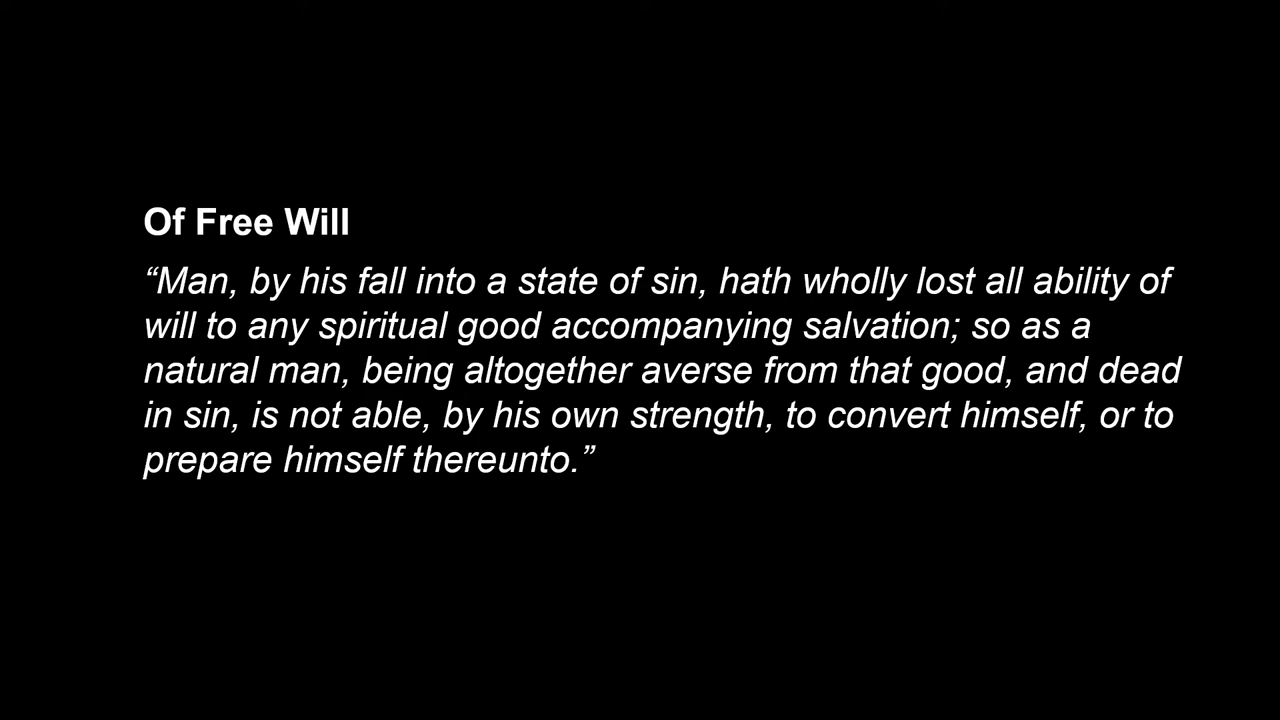 Of Free Will
“Man, by his fall into a state of sin, hath wholly lost all ability of
will to any spiritual good accompanying salvation; so as a
natural man, being altogether averse from that good, and dead
in sin, is not able, by his own strength, to convert himself, or to
prepare himself thereunto.”